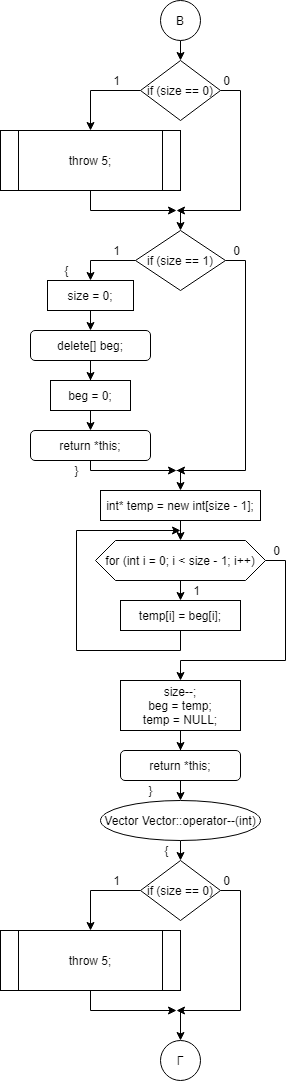 В
if (size == 0)
1
0
throw 5;
if (size == 1)
1
0
{
size = 0;
delete[] beg;
beg = 0;
return *this;
}
int* temp = new int[size - 1];
for (int i = 0; i < size - 1; i++)
0
1
temp[i] = beg[i];
size--;
beg = temp;
temp = NULL;
return *this;
}
Vector Vector::operator--(int)
{
if (size == 0)
1
0
throw 5;
Г